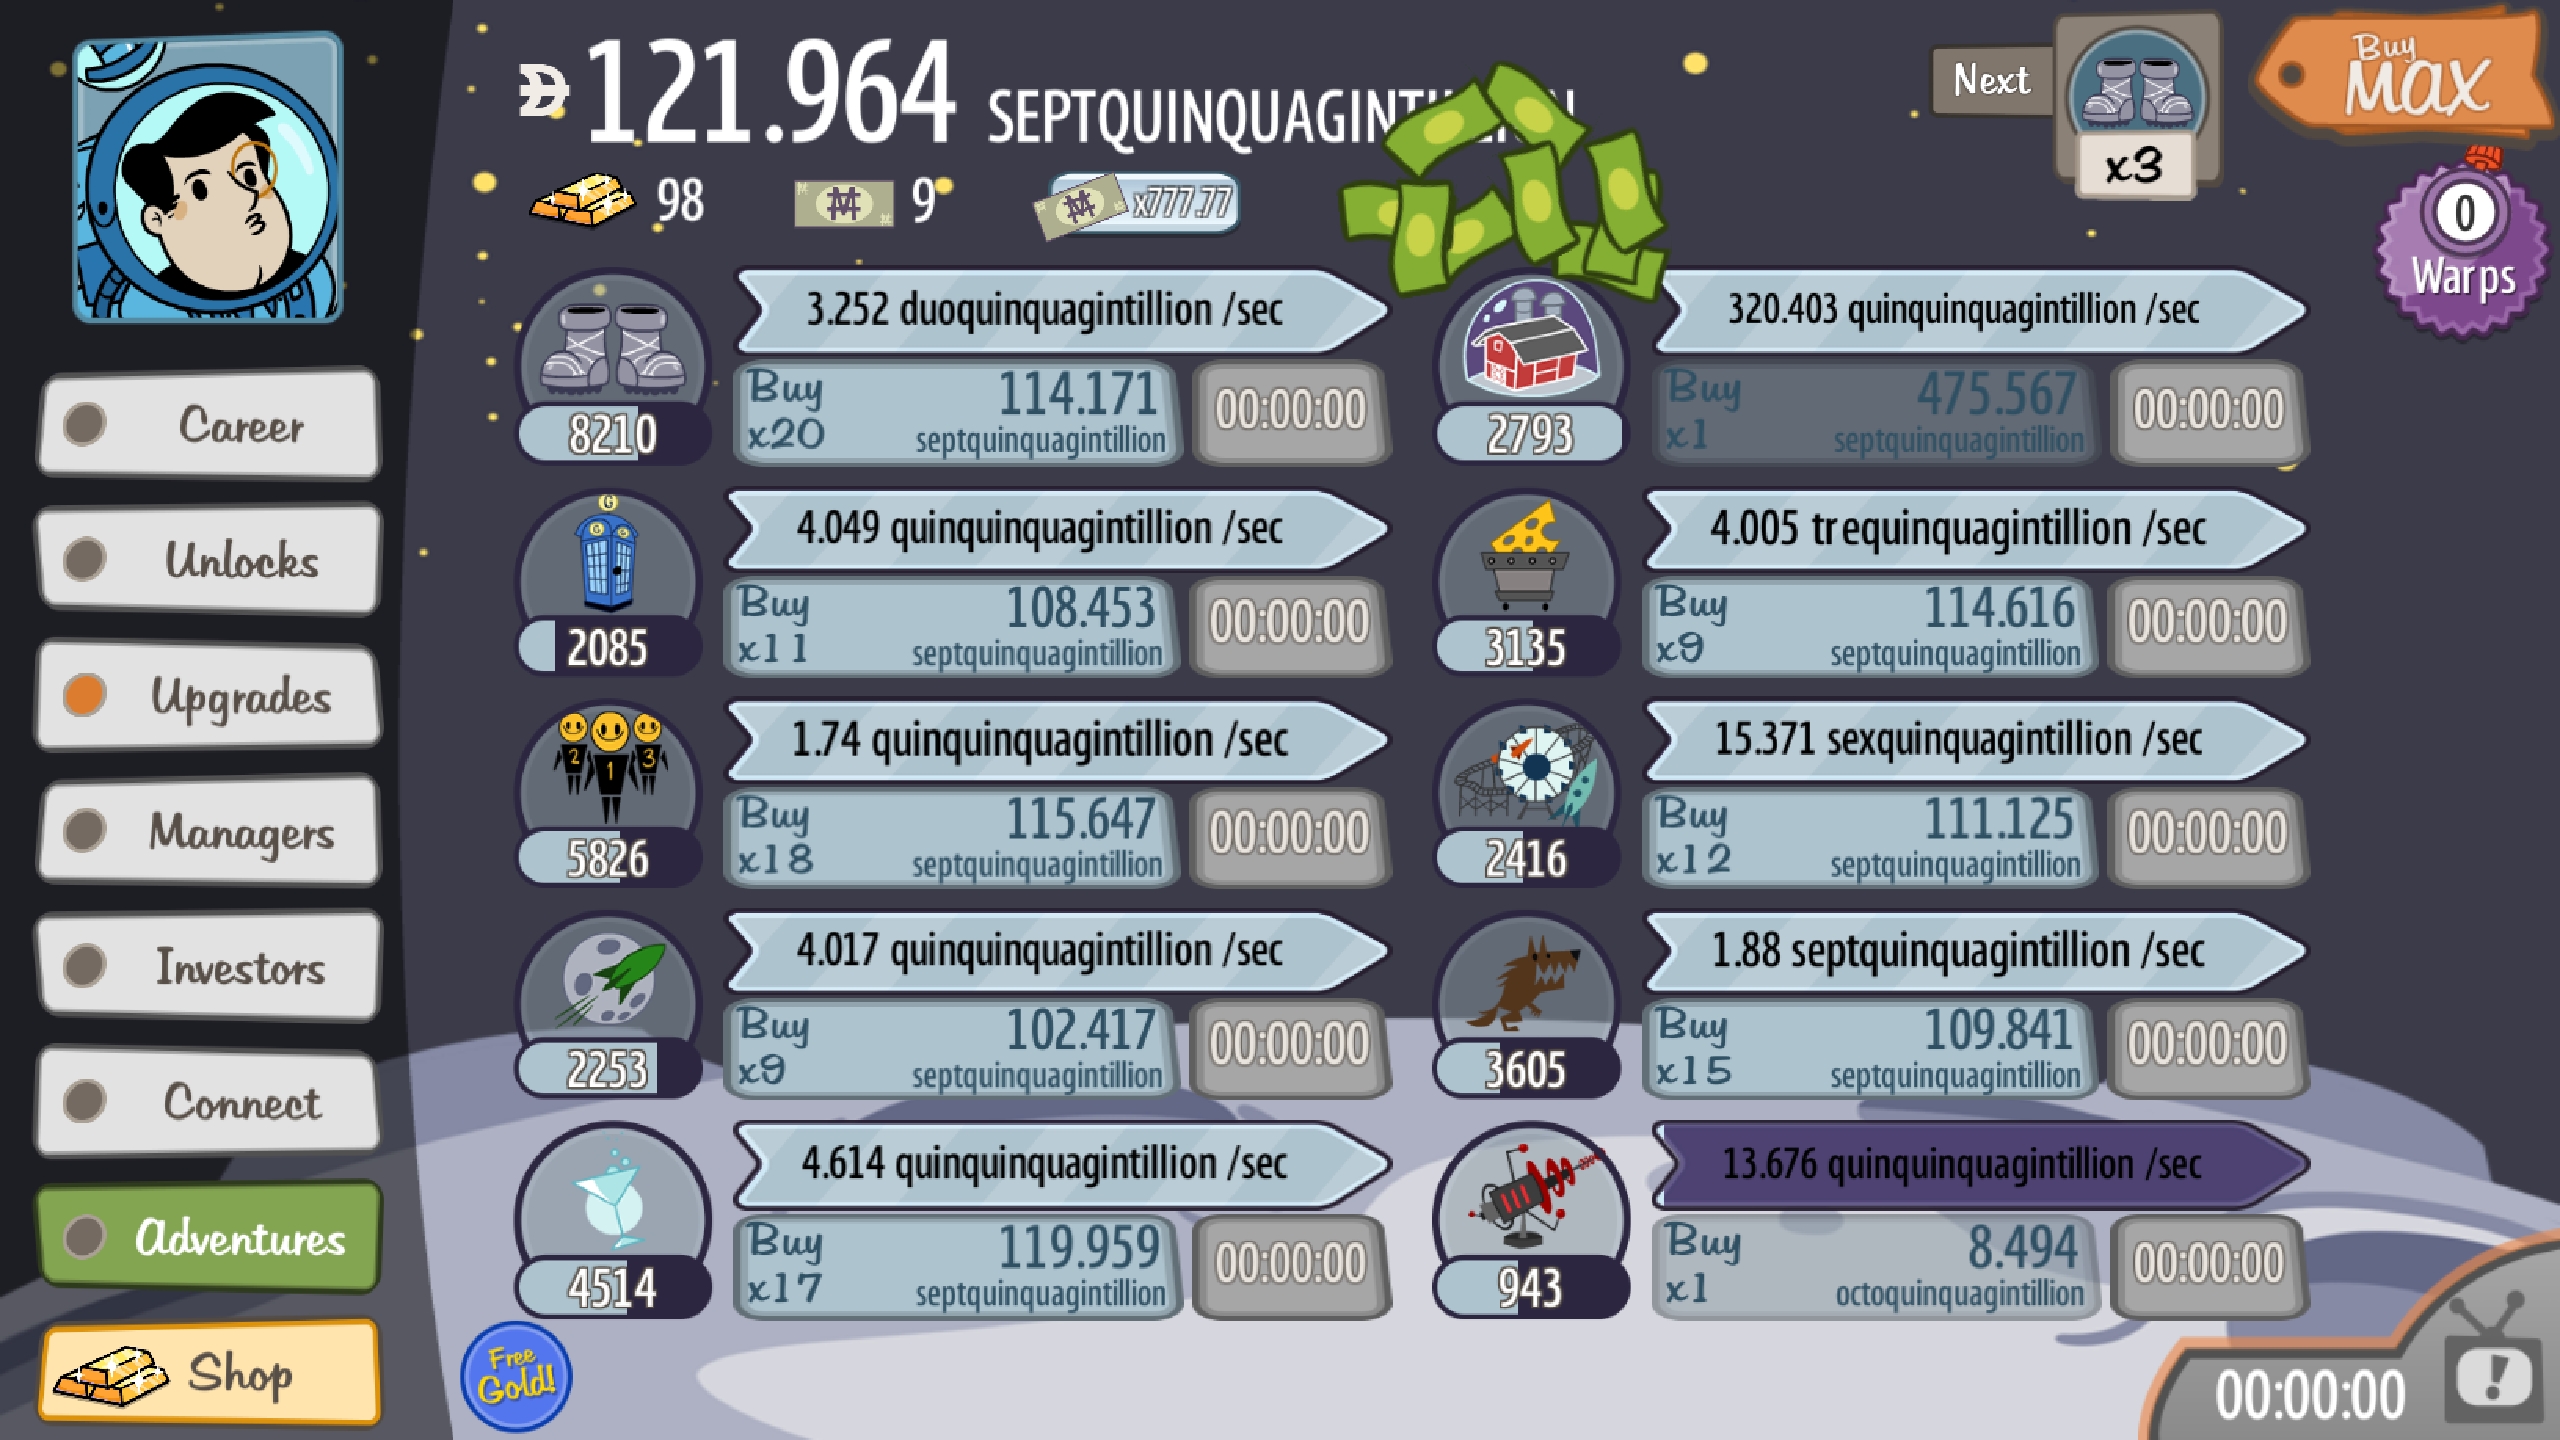 121.964 SEPTQUINQUAGINTILLION
98
9
x777.77
Next
x3
Buy
MAX
0
Warps
Career
Unlocks
Upgrades
Managers
Investors
Connect
Adventures
Shop
3.252 duoquinquagintillion /sec
8210
Buy x20
114.171
septquinquagintillion
00:00:00
G
G G
4.049 quinquinquagintillion /sec
2085
Buy x11
108.453
septquinquagintillion
00:00:00
2 1 3
1.74 quinquinquagintillion /sec
5826
Buy x18
115.647
septquinquagintillion
00:00:00
4.017 quinquinquagintillion /sec
2253
Buy x9
102.417
septquinquagintillion
00:00:00
4.614 quinquinquagintillion /sec
4514
Buy x17
119.959
septquinquagintillion
00:00:00
320.403 quinquagintillion /sec
2793
Buy x1
475.567
septquinquagintillion
00:00:00
4.005 trequinquagintillion /sec
3135
Buy x9
114.616
septquinquagintillion
00:00:00
15.371 sexquinquagintillion /sec
2416
Buy x12
111.125
septquinquagintillion
00:00:00
1.88 septquinquagintillion /sec
3605
Buy x15
109.841
septquinquagintillion
00:00:00
13.676 quinquinquagintillion /sec
943
Buy x1
8.494
octoquinquagintillion
00:00:00
Free
Gold!
00:00:00
!